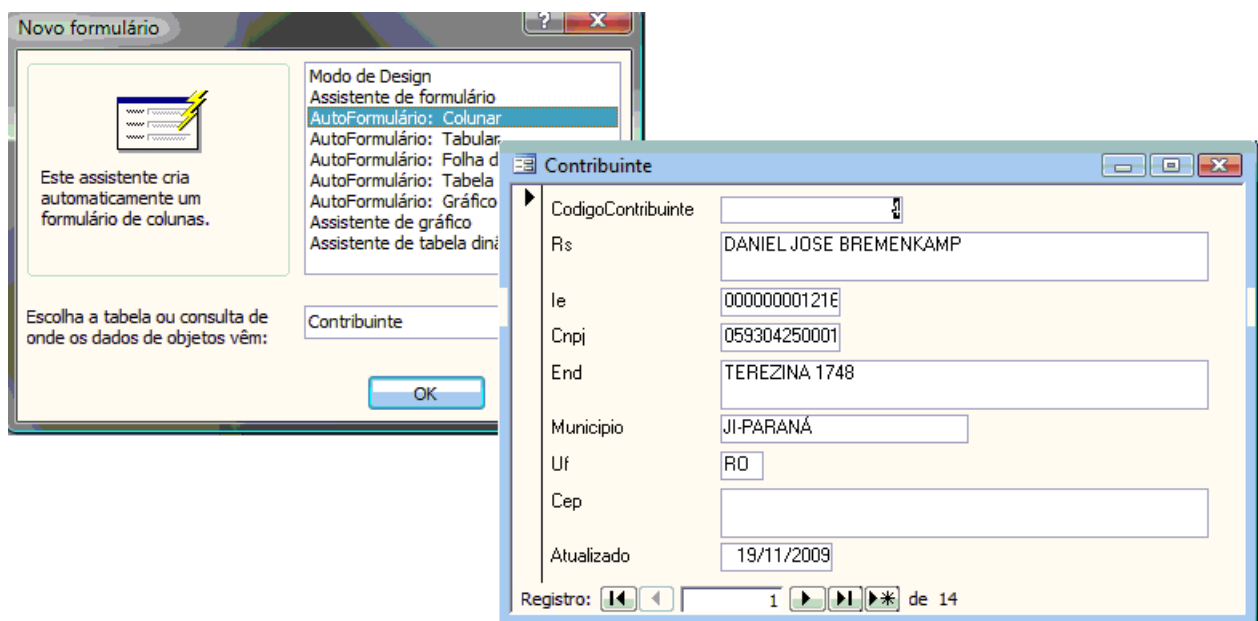 Novo formulário
?
X
Modo de Design
Assistente de formulário
AutoFormulário: Colunar
AutoFormulário: Tabular
AutoFormulário: Folha d
AutoFormulário: Tabela
AutoFormulário: Gráfico
Assistente de gráfico
Assistente de tabela dinâ
Este assistente cria
automaticamente um
formulário de colunas.
Escolha a tabela ou consulta de
onde os dados de objetos vêm:
Contribuinte
OK
Contribuinte
CodigoContribuinte
Rs DANIEL JOSE BREMENKAMP
Ie 000000001216
Cnpj 059304250001
End TEREZINA 1748
Municipio JI-PARANÁ
Uf RO
Cep
Atualizado 19/11/2009
Registro: 1 de 14